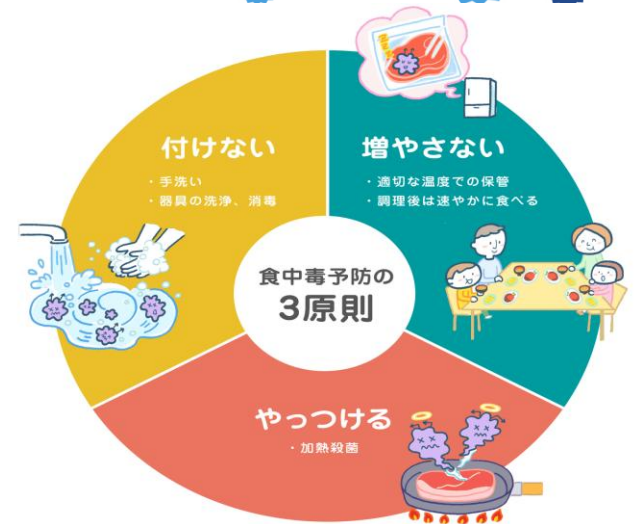 付けない
・手洗い
・器具の洗浄、消毒
増やさない
・適切な温度での保管
・調理後は速やかに食べる
食中毒予防の
3原則
やっつける
・加熱殺菌